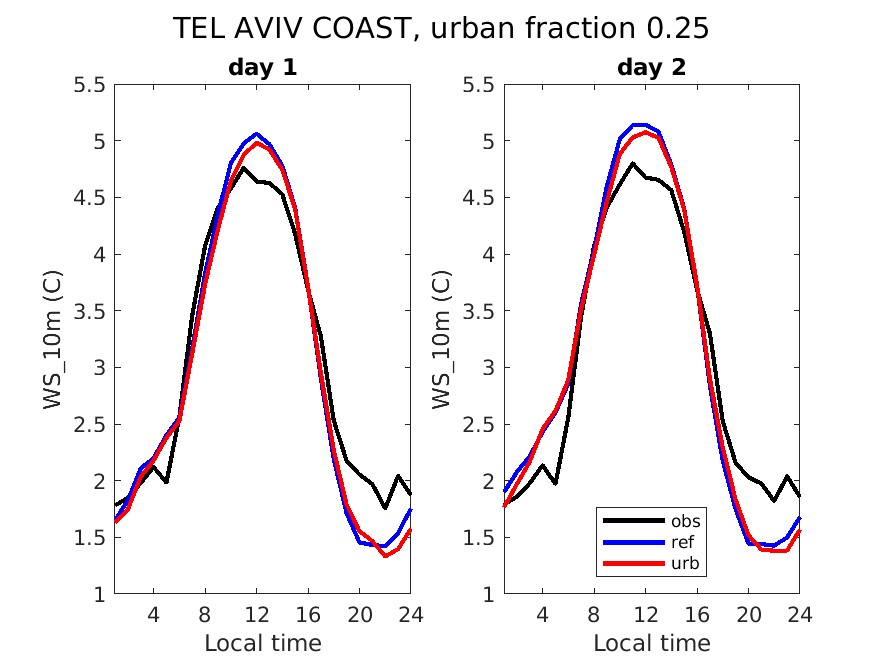 TEL AVIV COAST, urban fraction 0.25
day 1
day 2
5.5
5
4.5
4
3.5
3
2.5
2
1.5
1
WS_10m (C)
4 8 12 16 20 24
Local time
5.5
5
4.5
4
3.5
3
2.5
2
1.5
1
WS_10m (C)
obs
ref
urb
4 8 12 16 20 24
Local time